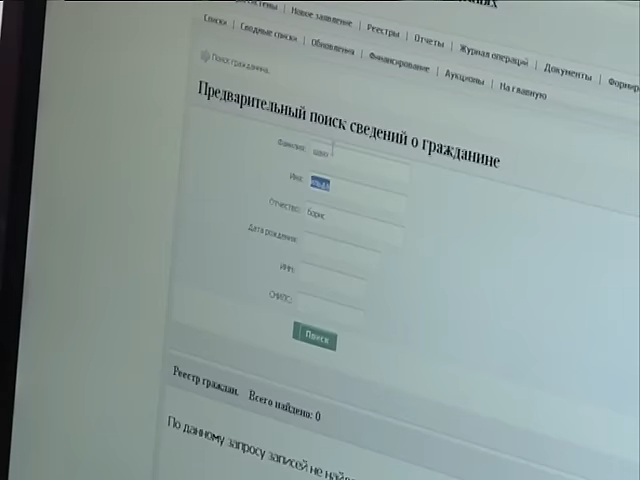 Новое заявление | Реестры | Отчеты | Журнал операций | Документы
Списки | Сводные списки | Обновления | Финансирование | Аукционы | На главную
Поиск гражданина.
Предварительный поиск сведений о гражданине
Фамилия:
Имя:
Отчество: борис
Дата рождения:
ИНН:
СНИЛС:
Поиск
Реестр граждан. Всего найдено: 0
По данному запросу записей не